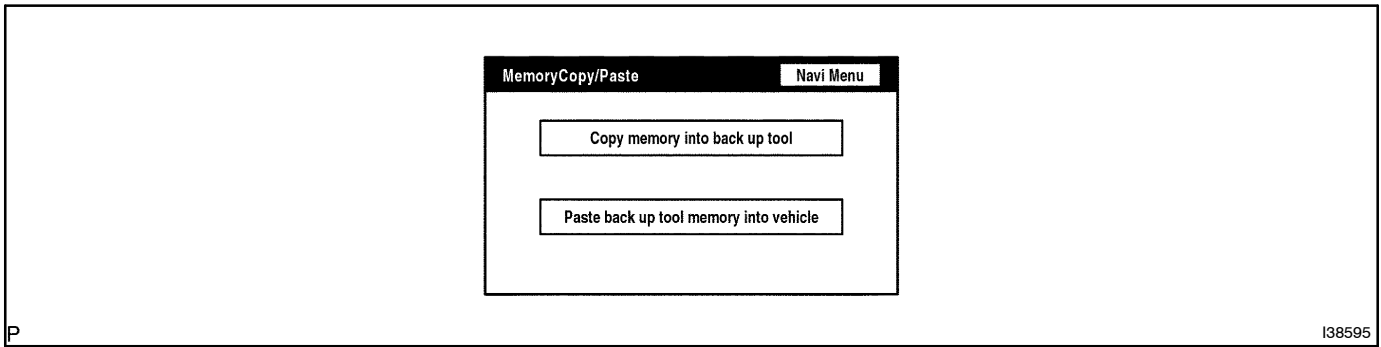 MemoryCopy/Paste Navi Menu
Copy memory into back up tool
Paste back up tool memory into vehicle
P I38595